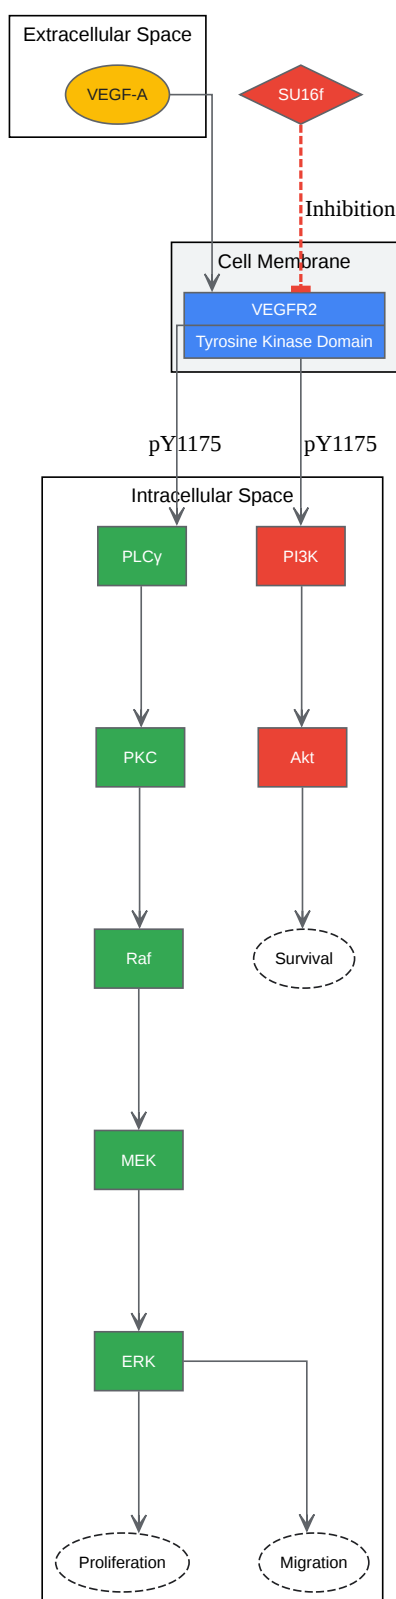 Extracellular Space
VEGF-A
SU16f
Inhibition
Cell Membrane
VEGFR2
Tyrosine Kinase Domain
pY1175
pY1175
Intracellular Space
PLCγ
PI3K
PKC
Akt
Raf
Survival
MEK
ERK
Proliferation
Migration